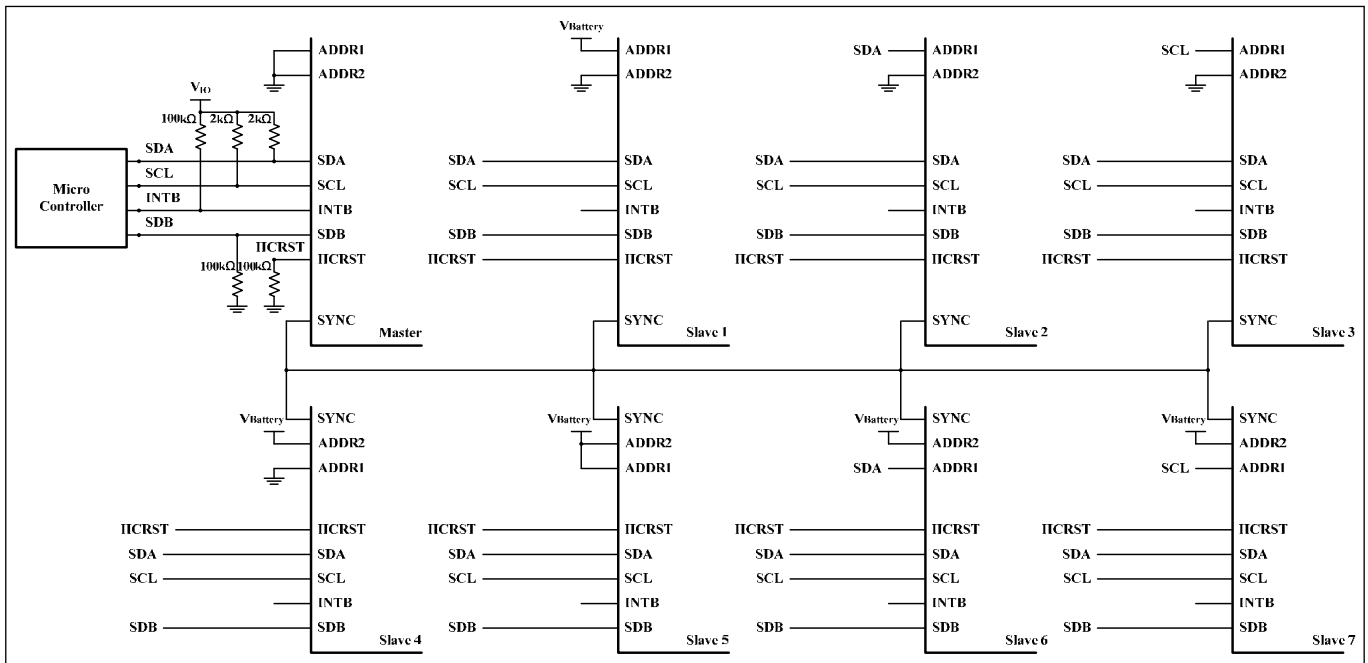 VIO
100kΩ
2kΩ
2kΩ
Micro
Controller
SDA
SCL
INTB
SDB
IICRST
100kΩ
100kΩ
ADDR1
ADDR2
SDA
SCL
INTB
SDB
IICRST
SYNC
Master
VBattery
SDA
SCL
SDB
IICRST
ADDR1
ADDR2
SDA
SCL
INTB
SDB
IICRST
SYNC
Slave 1
SDA
SDA
SCL
SDB
IICRST
ADDR1
ADDR2
SDA
SCL
INTB
SDB
IICRST
SYNC
Slave 2
SCL
SDA
SCL
SDB
IICRST
ADDR1
ADDR2
SDA
SCL
INTB
SDB
IICRST
SYNC
Slave 3
VBattery
IICRST
SDA
SCL
SDB
SYNC
ADDR2
ADDR1
IICRST
SDA
SCL
INTB
SDB
Slave 4
VBattery
IICRST
SDA
SCL
SDB
SYNC
ADDR2
ADDR1
IICRST
SDA
SCL
INTB
SDB
Slave 5
VBattery
SDA
IICRST
SDA
SCL
SDB
SYNC
ADDR2
ADDR1
IICRST
SDA
SCL
INTB
SDB
Slave 6
VBattery
SCL
IICRST
SDA
SCL
SDB
SYNC
ADDR2
ADDR1
IICRST
SDA
SCL
INTB
SDB
Slave 7